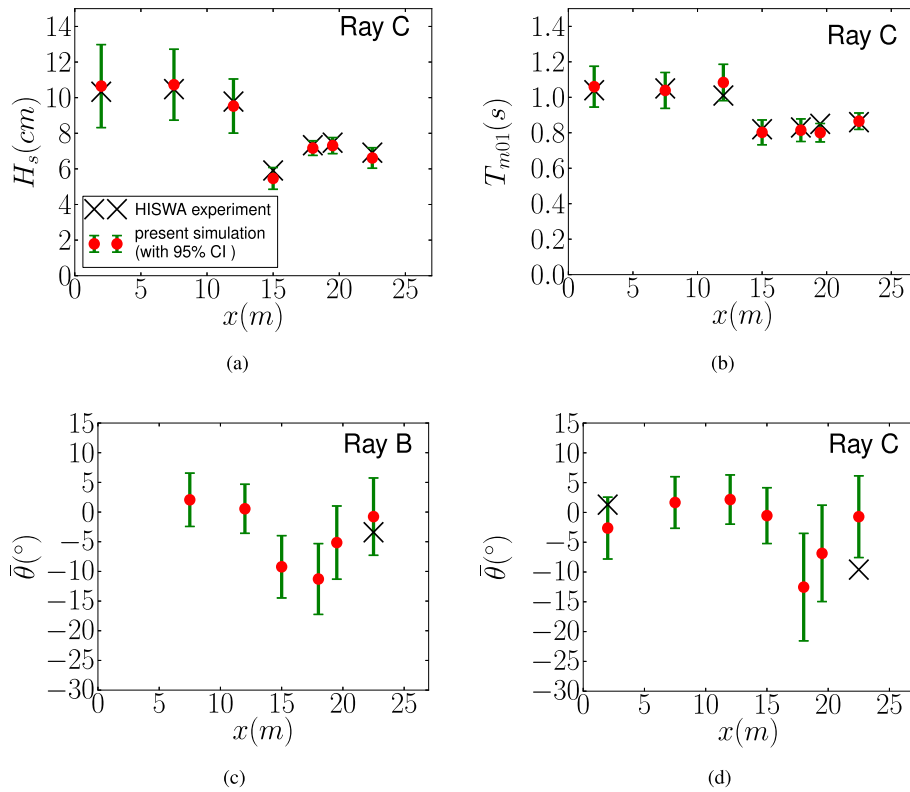 Ray C
14
12
10
8
6
4
2
0
H_s(cm)
HISWA experiment
present simulation
(with 95% CI )
0 5 10 15 20 25
x(m)
(a)
Ray C
1.4
1.2
1.0
0.8
0.6
0.4
0.2
0.0
T_{m01}(s)
0 5 10 15 20 25
x(m)
(b)
Ray B
15
10
5
0
−5
−10
−15
−20
−25
−30
θ̄(°)
0 5 10 15 20 25
x(m)
(c)
Ray C
15
10
5
0
−5
−10
−15
−20
−25
−30
θ̄(°)
0 5 10 15 20 25
x(m)
(d)